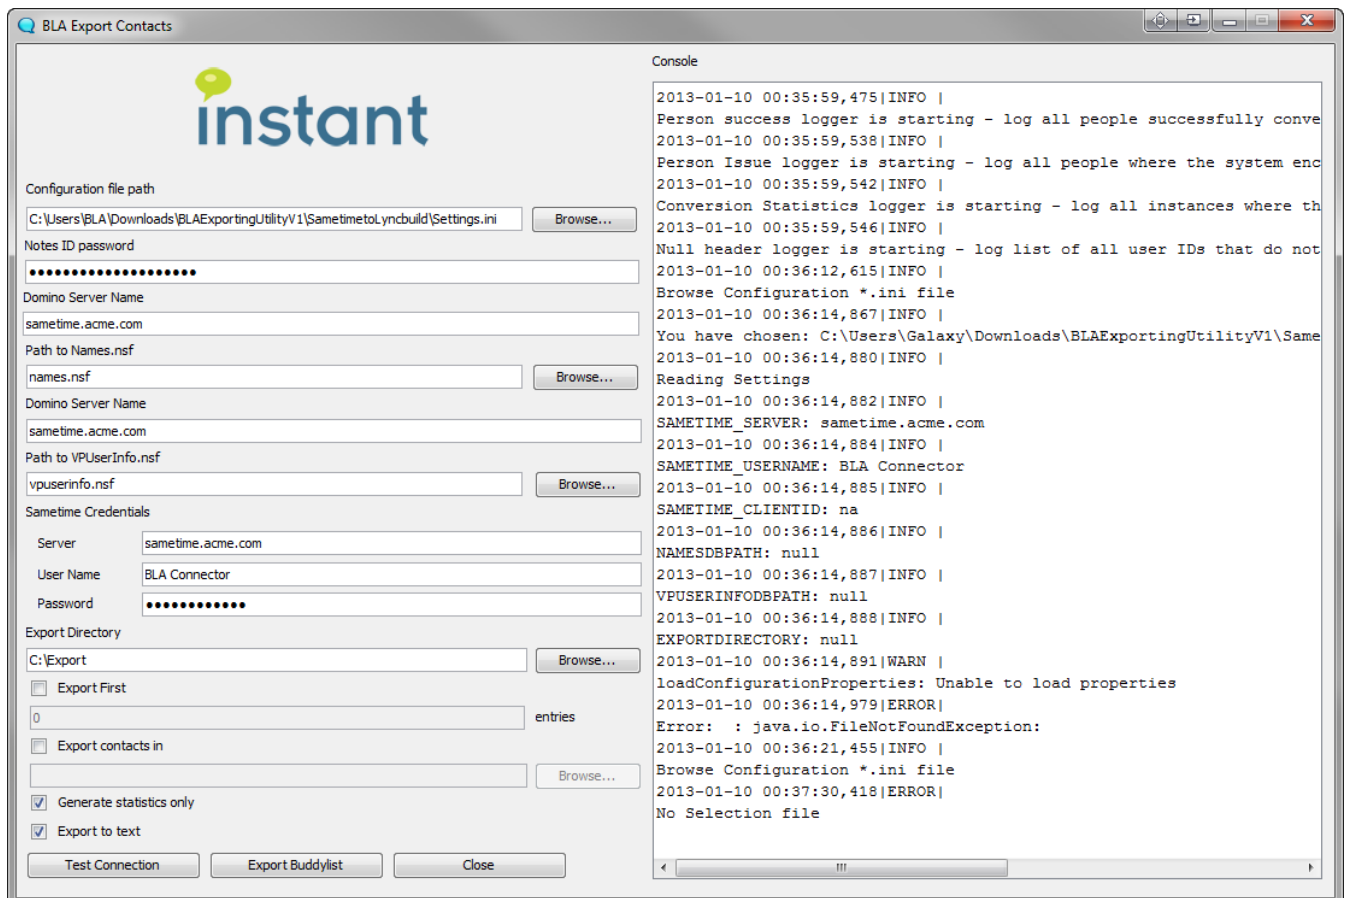 BLA Export Contacts
instant
Configuration file path
C:\Users\BLA\Downloads\BLAExportingUtilityV1\SametimetoLyncbuild\Settings.ini
Browse...
Notes ID password
••••••••••••••••••••
Domino Server Name
sametime.acme.com
Path to Names.nsf
names.nsf
Browse...
Domino Server Name
sametime.acme.com
Path to VPUserInfo.nsf
vpuserinfo.nsf
Browse...
Sametime Credentials
Server sametime.acme.com
User Name BLA Connector
Password ••••••••••••
Export Directory
C:\Export
Browse...
Export First
0 entries
Export contacts in
Browse...
Generate statistics only
Export to text
Test Connection Export Buddylist Close
Console
2013-01-10 00:35:59,475|INFO |
Person success logger is starting - log all people successfully conve
2013-01-10 00:35:59,538|INFO |
Person Issue logger is starting - log all people where the system enc
2013-01-10 00:35:59,542|INFO |
Conversion Statistics logger is starting - log all instances where th
2013-01-10 00:35:59,546|INFO |
Null header logger is starting - log list of all user IDs that do not
2013-01-10 00:36:12,615|INFO |
Browse Configuration *.ini file
2013-01-10 00:36:14,867|INFO |
You have chosen: C:\Users\Galaxy\Downloads\BLAExportingUtilityV1\Same
2013-01-10 00:36:14,880|INFO |
Reading Settings
2013-01-10 00:36:14,882|INFO |
SAMETIME_SERVER: sametime.acme.com
2013-01-10 00:36:14,884|INFO |
SAMETIME_USERNAME: BLA Connector
2013-01-10 00:36:14,885|INFO |
SAMETIME_CLIENTID: na
2013-01-10 00:36:14,886|INFO |
NAMESDBPATH: null
2013-01-10 00:36:14,887|INFO |
VPUSERINFODBPATH: null
2013-01-10 00:36:14,888|INFO |
EXPORTDIRECTORY: null
2013-01-10 00:36:14,891|WARN |
loadConfigurationProperties: Unable to load properties
2013-01-10 00:36:14,979|ERROR|
Error:  : java.io.FileNotFoundException:
2013-01-10 00:36:21,455|INFO |
Browse Configuration *.ini file
2013-01-10 00:37:30,418|ERROR|
No Selection file